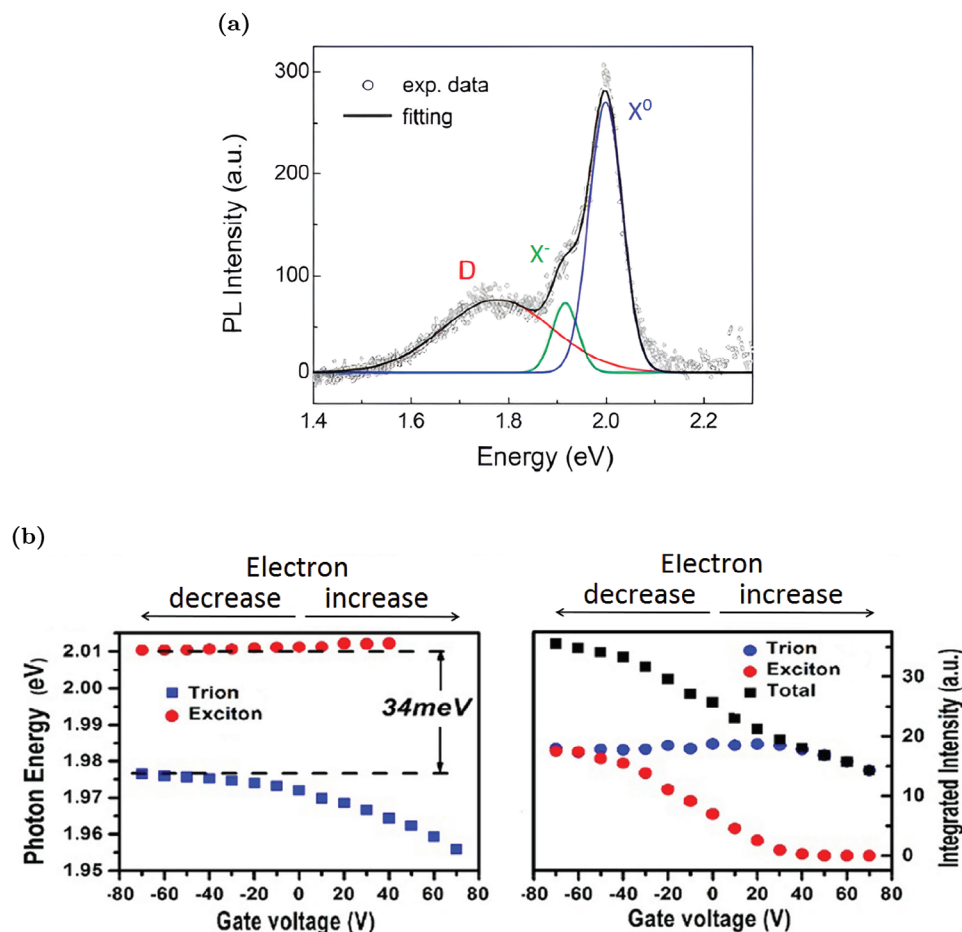 (a)
300
200
100
0
PL Intensity (a.u.)
exp. data
fitting
X⁰
X⁻
D
1.4
1.6
1.8
2.0
2.2
Energy (eV)
(b)
Electron
decrease
increase
2.01
2.00
1.99
1.98
1.97
1.96
1.95
Photon Energy (eV)
Trion
Exciton
34meV
-80 -60 -40 -20 0 20 40 60 80
Gate voltage (V)
Electron
decrease
increase
Trion
Exciton
Total
30
20
10
0
Integrated Intensity (a.u.)
-80 -60 -40 -20 0 20 40 60 80
Gate voltage (V)